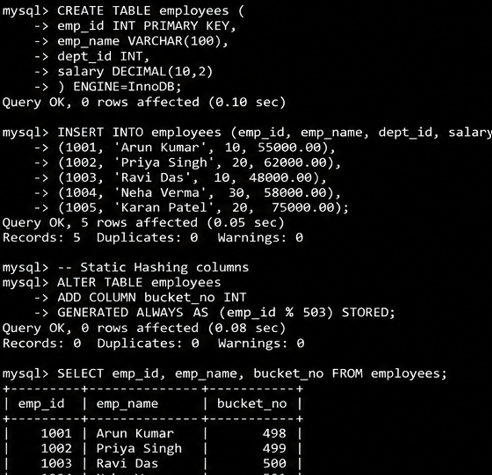 mysql> CREATE TABLE employees (
    -> emp_id INT PRIMARY KEY,
    -> emp_name VARCHAR(100),
    -> dept_id INT,
    -> salary DECIMAL(10,2)
    -> ) ENGINE=InnoDB;
Query OK, 0 rows affected (0.10 sec)

mysql> INSERT INTO employees (emp_id, emp_name, dept_id, salary
    -> (1001, 'Arun Kumar', 10, 55000.00),
    -> (1002, 'Priya Singh', 20, 62000.00),
    -> (1003, 'Ravi Das', 10, 48000.00),
    -> (1004, 'Neha Verma', 30, 58000.00),
    -> (1005, 'Karan Patel', 20, 75000.00);
Query OK, 5 rows affected (0.05 sec)
Records: 5  Duplicates: 0  Warnings: 0

mysql> -- Static Hashing columns
mysql> ALTER TABLE employees
    -> ADD COLUMN bucket_no INT
    -> GENERATED ALWAYS AS (emp_id % 503) STORED;
Query OK, 0 rows affected (0.08 sec)
Records: 0  Duplicates: 0  Warnings: 0

mysql> SELECT emp_id, emp_name, bucket_no FROM employees;
+--------+-------------+-----------+
| emp_id | emp_name | bucket_no |
+--------+-------------+-----------+
| 1001 | Arun Kumar | 498 |
| 1002 | Priya Singh | 499 |
| 1003 | Ravi Das | 500 |